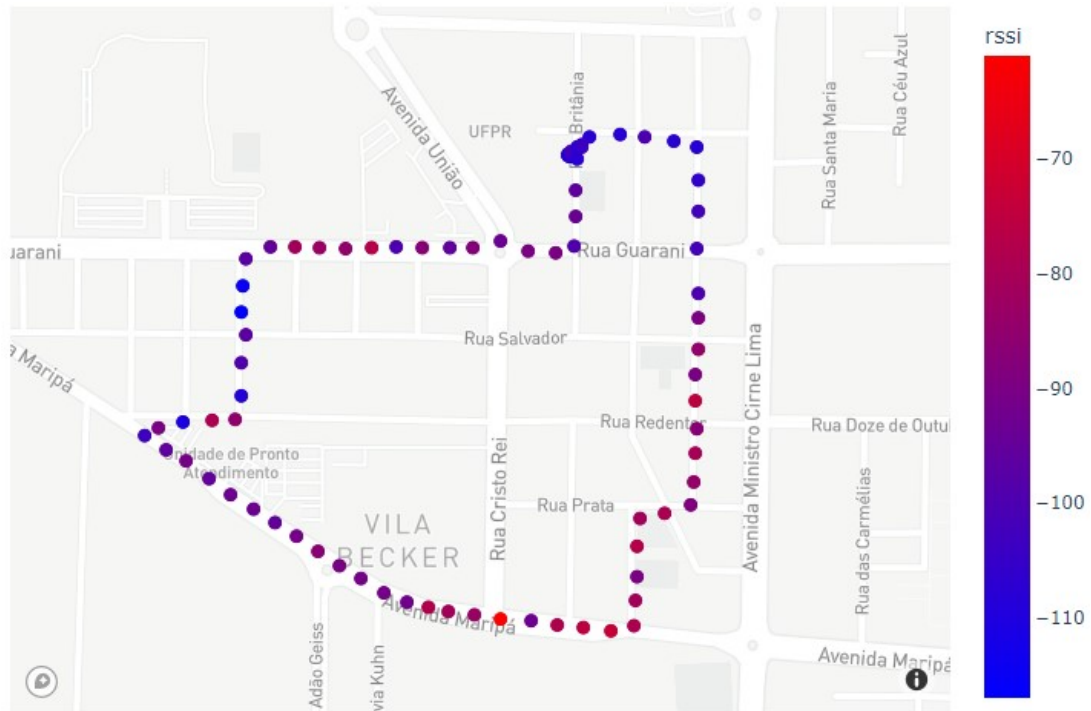 rssi
−70
−80
−90
−100
−110
Avenida União
UFPR
Britânia
Rua Santa Maria
Rua Céu Azul
uarani
Rua Guarani
Rua Salvador
a Maripá
Rua Redentor
Rua Doze de Outul
Avenida Ministro Cirne Lima
Unidade de Pronto
Atendimento
Rua Cristo Rei
Rua Prata
VILA
BECKER
Rua das Carmélias
Avenida Maripá
Adão Geiss
via Kuhn
Avenida Maripá